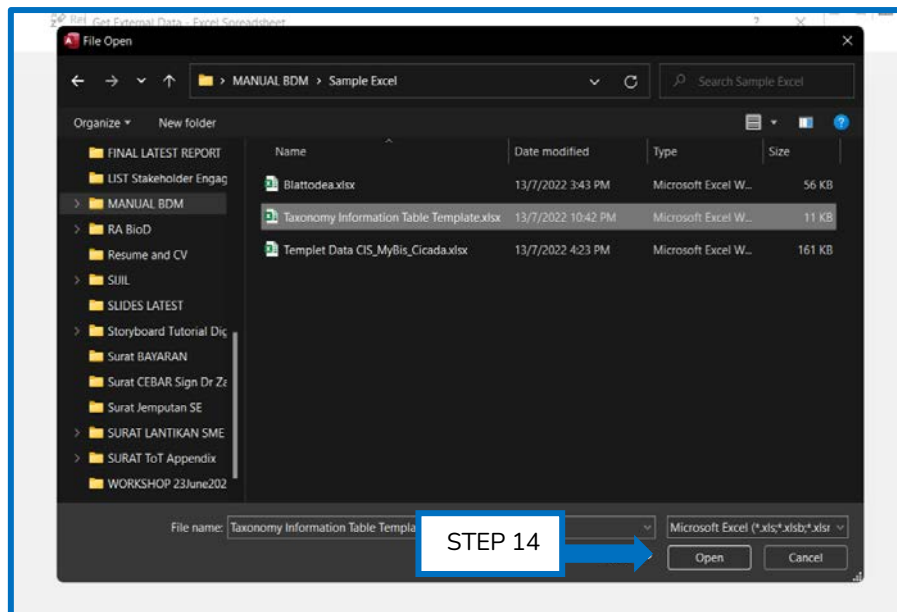 Get External Data - Excel Spreadsheet ?
File Open
MANUAL BDM > Sample Excel
Search Sample Excel
Organize
New folder
Name
Date modified
Type
Size
FINAL LATEST REPORT
LIST Stakeholder Engag
MANUAL BDM
RA BioD
Resume and CV
SIJIL
SLIDES LATEST
Storyboard Tutorial Dig
Surat BAYARAN
Surat CEBAR Sign Dr Za
Surat Jemputan SE
SURAT LANTIKAN SME
SURAT ToT Appendix
WORKSHOP 23June202
Blattodea.xlsx 13/7/2022 3:43 PM Microsoft Excel W... 56 KB
Taxonomy Information Table Template.xlsx 13/7/2022 10:42 PM Microsoft Excel W... 11 KB
Templet Data CIS_MyBis_Cicada.xlsx 13/7/2022 4:23 PM Microsoft Excel W... 161 KB
File name: Taxonomy Information Table Templa
Microsoft Excel (*.xls;*.xlsb;*.xlsr
STEP 14
Open
Cancel